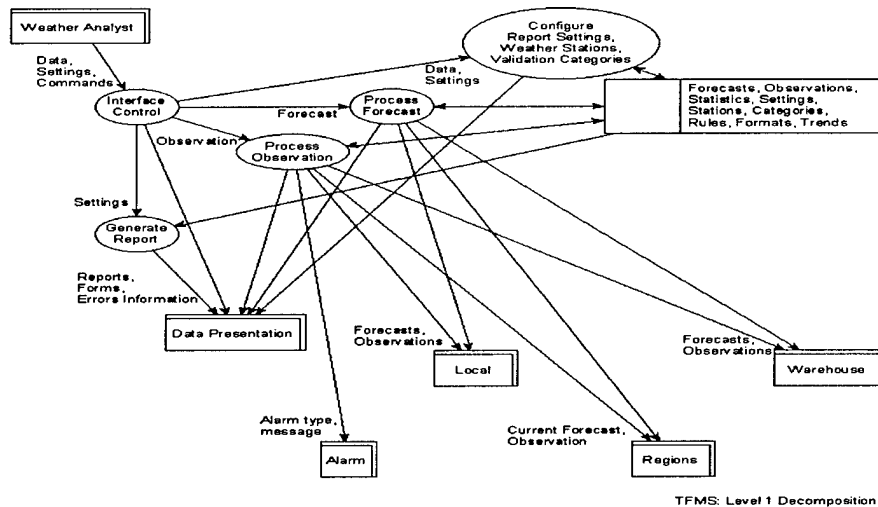 Weather Analyst
Configure
Report Settings,
Weather Stations,
Validation Categories
Data,
Settings,
Commands
Data,
Settings
Interface
Control
Forecast
Process
Forecast
Forecasts, Observations,
Statistics, Settings,
Stations, Categories,
Rules, Formats, Trends
Observation
Process
Observation
Settings
Generate
Report
Reports,
Forms,
Errors Information
Data Presentation
Forecasts,
Observations
Local
Forecasts,
Observations
Warehouse
Alarm type,
message
Alarm
Current Forecast,
Observation
Regions
TFMS: Level 1 Decomposition